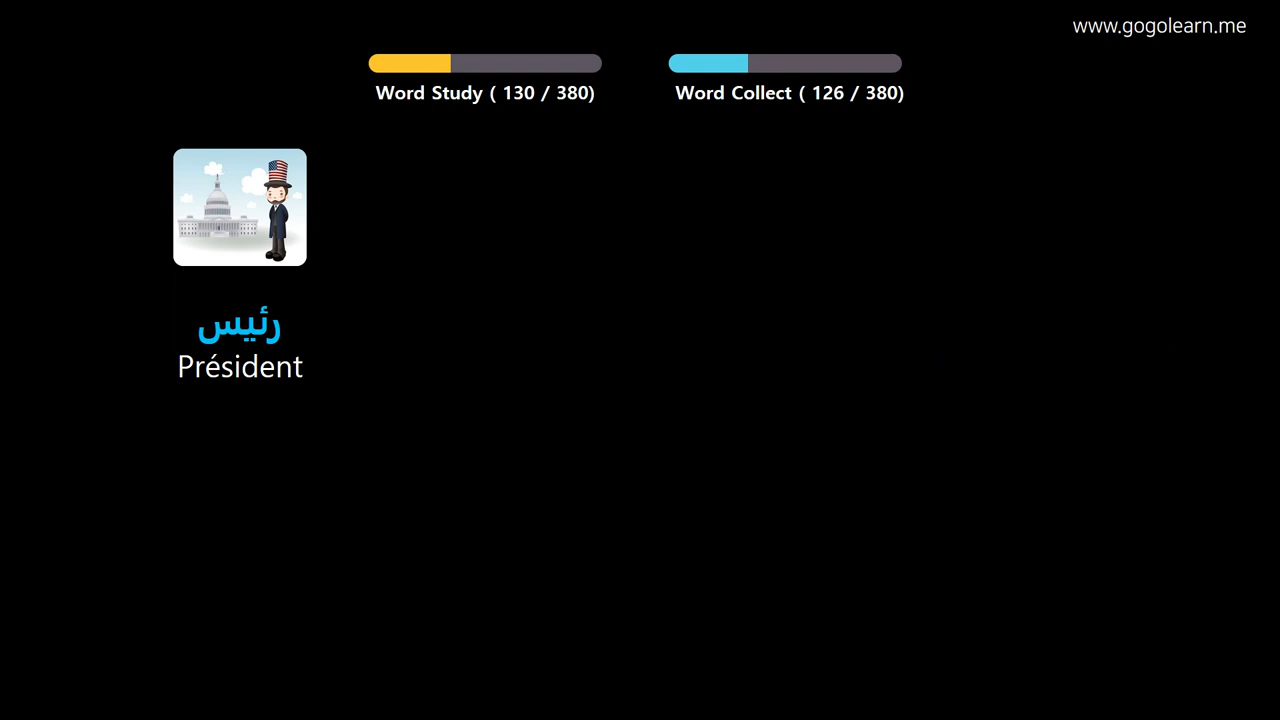 www.gogolearn.me
Word Study ( 130 / 380)
Word Collect ( 126 / 380)
رئيس
Président